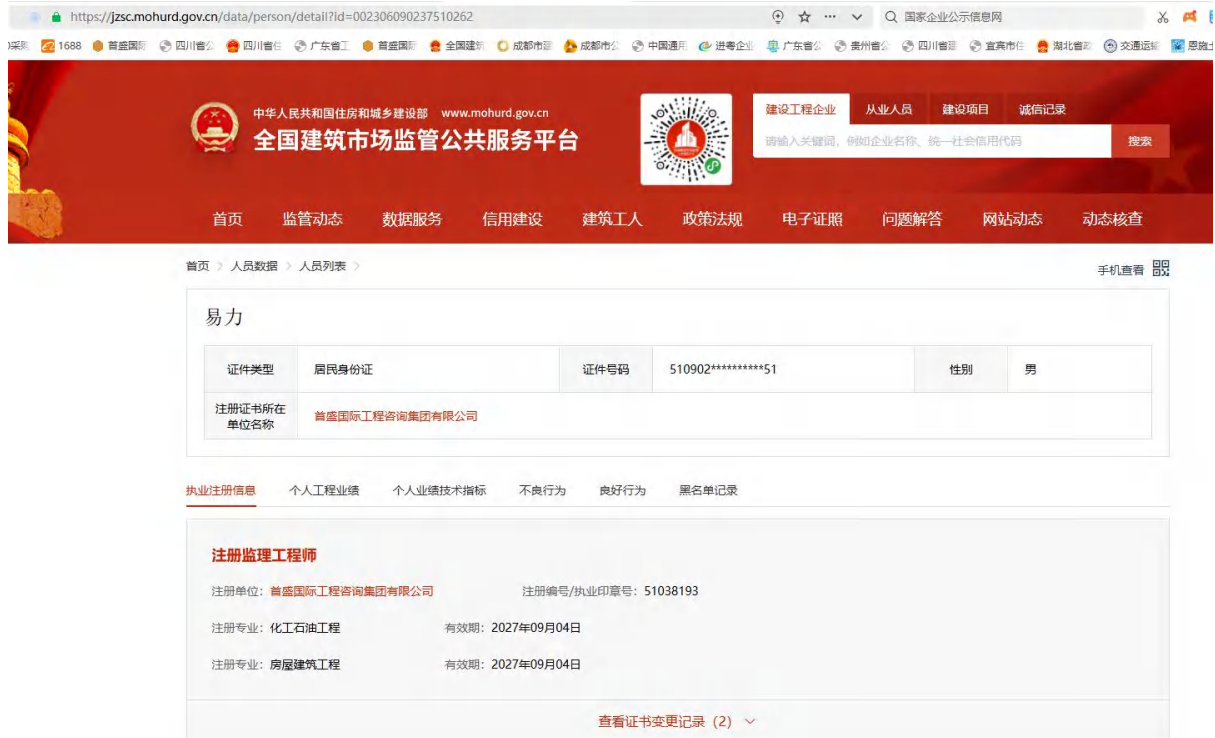 https://jzsc.mohurd.gov.cn/data/person/detail?id=002306090237510262
国家企业公示信息网
1688 首盛国际 四川省公 四川省住 广东省工 首盛国际 全国建筑 成都市建 成都市公 中国通用 进粤企业 广东省公 贵州省公 四川省建 宜宾市住 湖北省政 交通运输 恩施土
中华人民共和国住房和城乡建设部 www.mohurd.gov.cn
全国建筑市场监管公共服务平台
建设工程企业 从业人员 建设项目 诚信记录
请输入关键词，例如企业名称、统一社会信用代码
搜索
首页 监管动态 数据服务 信用建设 建筑工人 政策法规 电子证照 问题解答 网站动态 动态核查
首页 > 人员数据 > 人员列表 >
手机查看
易力
证件类型 居民身份证 证件号码 510902**********51 性别 男
注册证书所在
单位名称
首盛国际工程咨询集团有限公司
执业注册信息 个人工程业绩 个人业绩技术指标 不良行为 良好行为 黑名单记录
注册监理工程师
注册单位：首盛国际工程咨询集团有限公司 注册编号/执业印章号：51038193
注册专业：化工石油工程 有效期：2027年09月04日
注册专业：房屋建筑工程 有效期：2027年09月04日
查看证书变更记录（2）